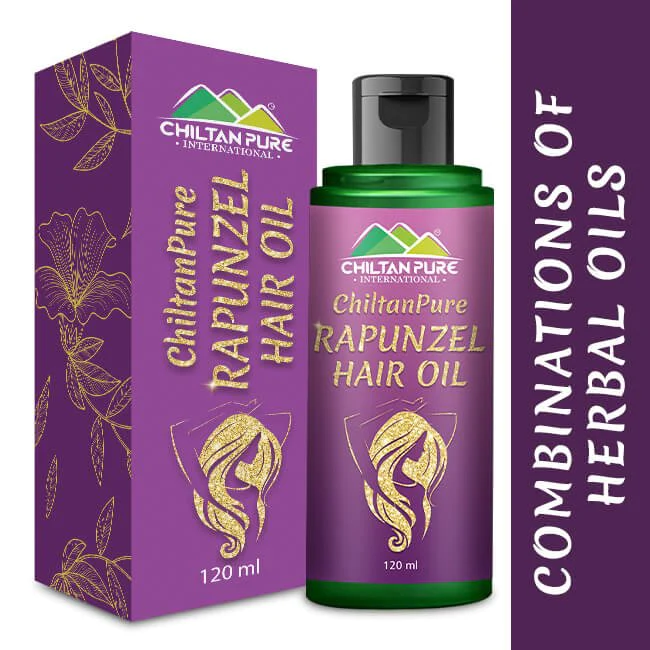 CHILTAN PURE
• INTERNATIONAL •
ChiltanPure
RAPUNZEL
HAIR OIL
120 ml
CHILTAN PURE
• INTERNATIONAL •
ChiltanPure
RAPUNZEL
HAIR OIL
120 ml
COMBINATIONS OF
HERBAL OILS